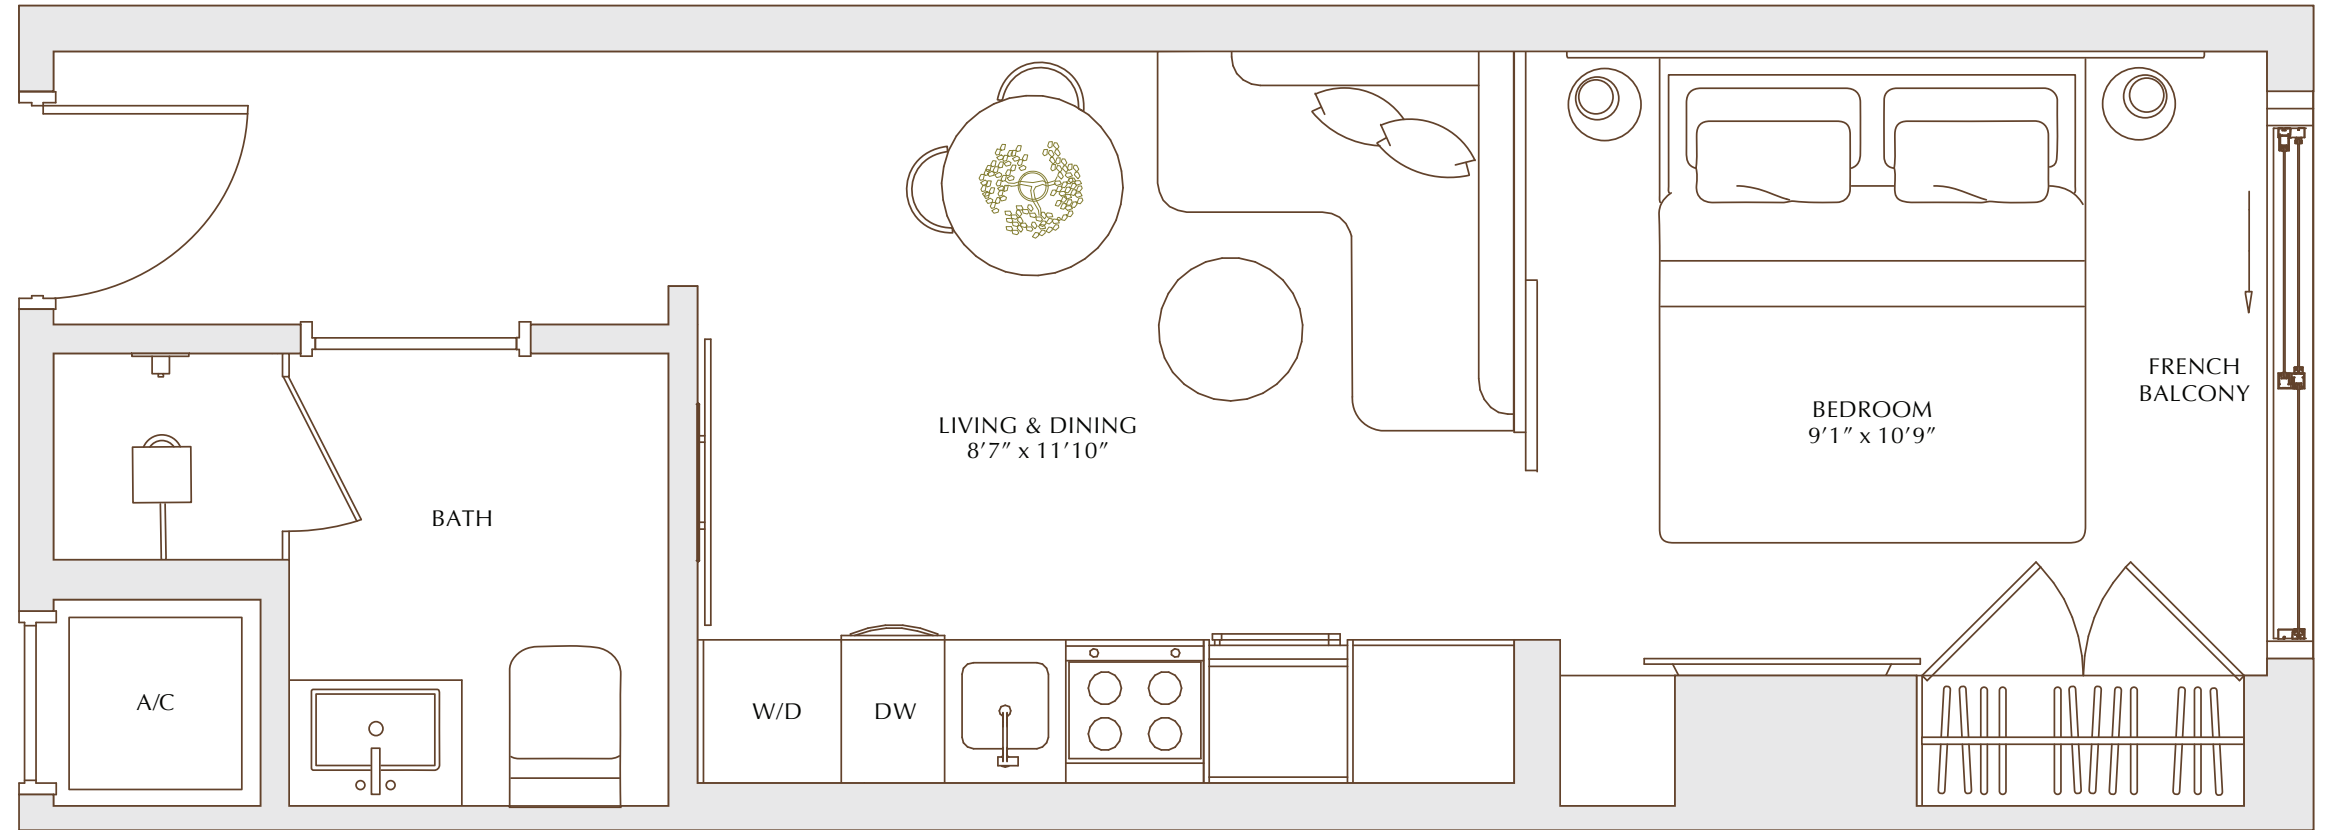 FRENCH
BALCONY
LIVING & DINING
8’7” x 11’10”
BEDROOM
9’1” x 10’9”
BATH
A/C
W/D
DW